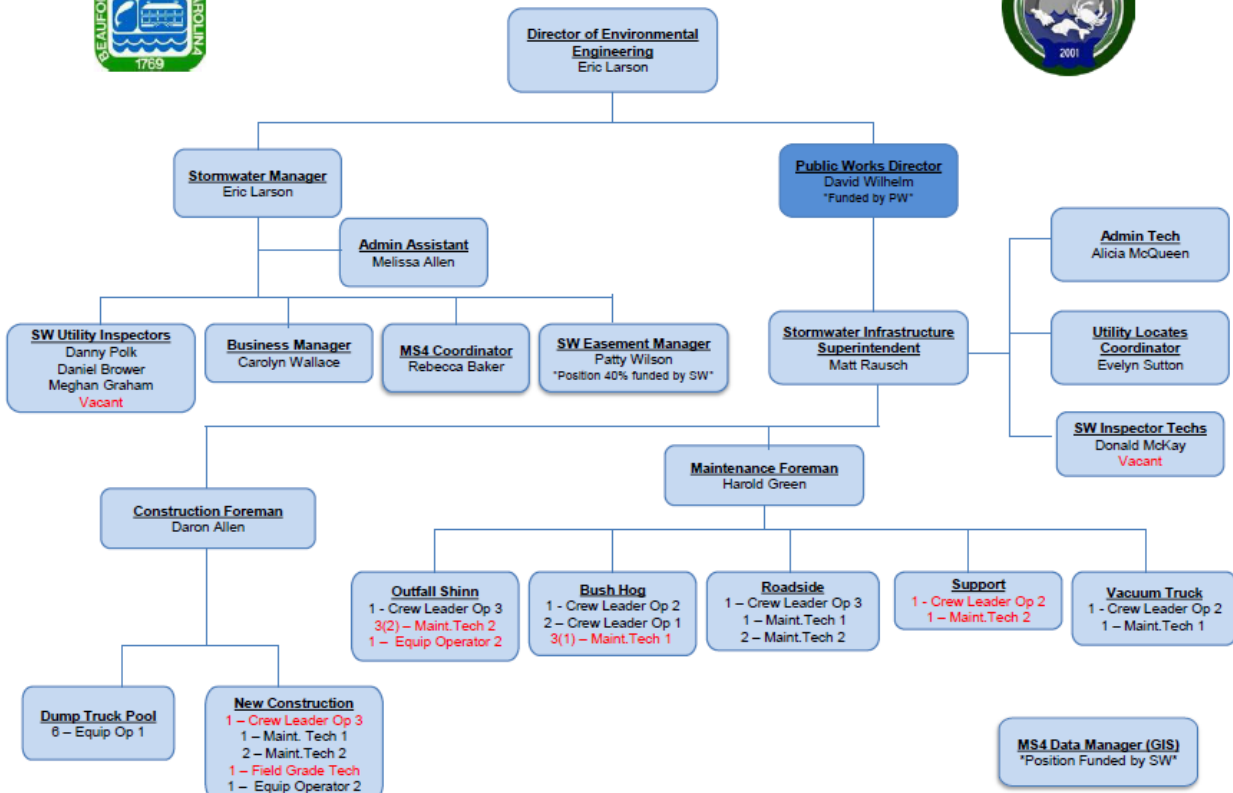 BEAUFO
CAROLINA
1769
2001
Director of Environmental
Engineering
Eric Larson
Stormwater Manager
Eric Larson
Public Works Director
David Wilhelm
"Funded by PW"
Admin Assistant
Melissa Allen
Admin Tech
Alicia McQueen
SW Utility Inspectors
Danny Polk
Daniel Brower
Meghan Graham
Vacant
Business Manager
Carolyn Wallace
MS4 Coordinator
Rebecca Baker
SW Easement Manager
Patty Wilson
"Position 40% funded by SW"
Stormwater Infrastructure
Superintendent
Matt Rausch
Utility Locates
Coordinator
Evelyn Sutton
SW Inspector Techs
Donald McKay
Vacant
Maintenance Foreman
Harold Green
Construction Foreman
Daron Allen
Outfall Shinn
1 - Crew Leader Op 3
3(2) – Maint.Tech 2
1 – Equip Operator 2
Bush Hog
1 - Crew Leader Op 2
2 – Crew Leader Op 1
3(1) – Maint.Tech 1
Roadside
1 – Crew Leader Op 3
1 – Maint.Tech 1
2 – Maint.Tech 2
Support
1 - Crew Leader Op 2
1 – Maint.Tech 2
Vacuum Truck
1 - Crew Leader Op 2
1 – Maint.Tech 1
Dump Truck Pool
6 – Equip Op 1
New Construction
1 – Crew Leader Op 3
1 – Maint. Tech 1
2 – Maint.Tech 2
1 – Field Grade Tech
1 – Equip Operator 2
MS4 Data Manager (GIS)
*Position Funded by SW*